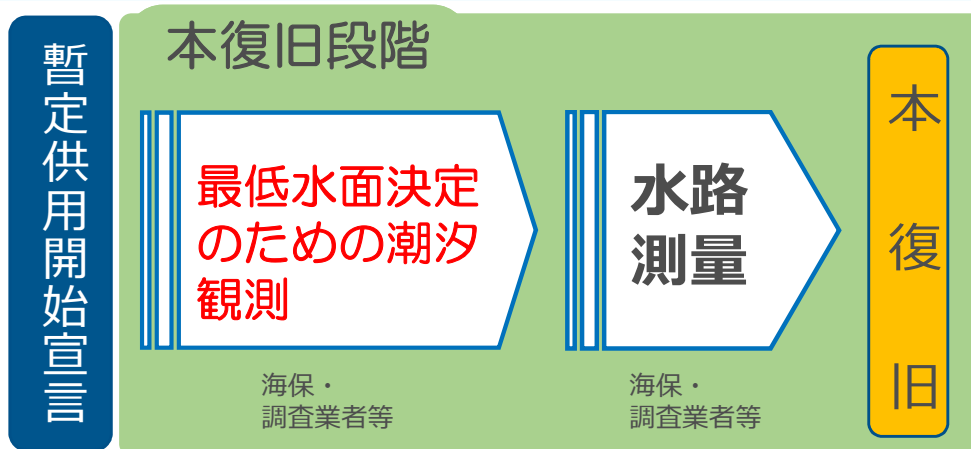 暫定供用開始宣言
本復旧段階
最低水面決定
のための潮汐
観測
海保・
調査業者等
水路
測量
海保・
調査業者等
本復旧